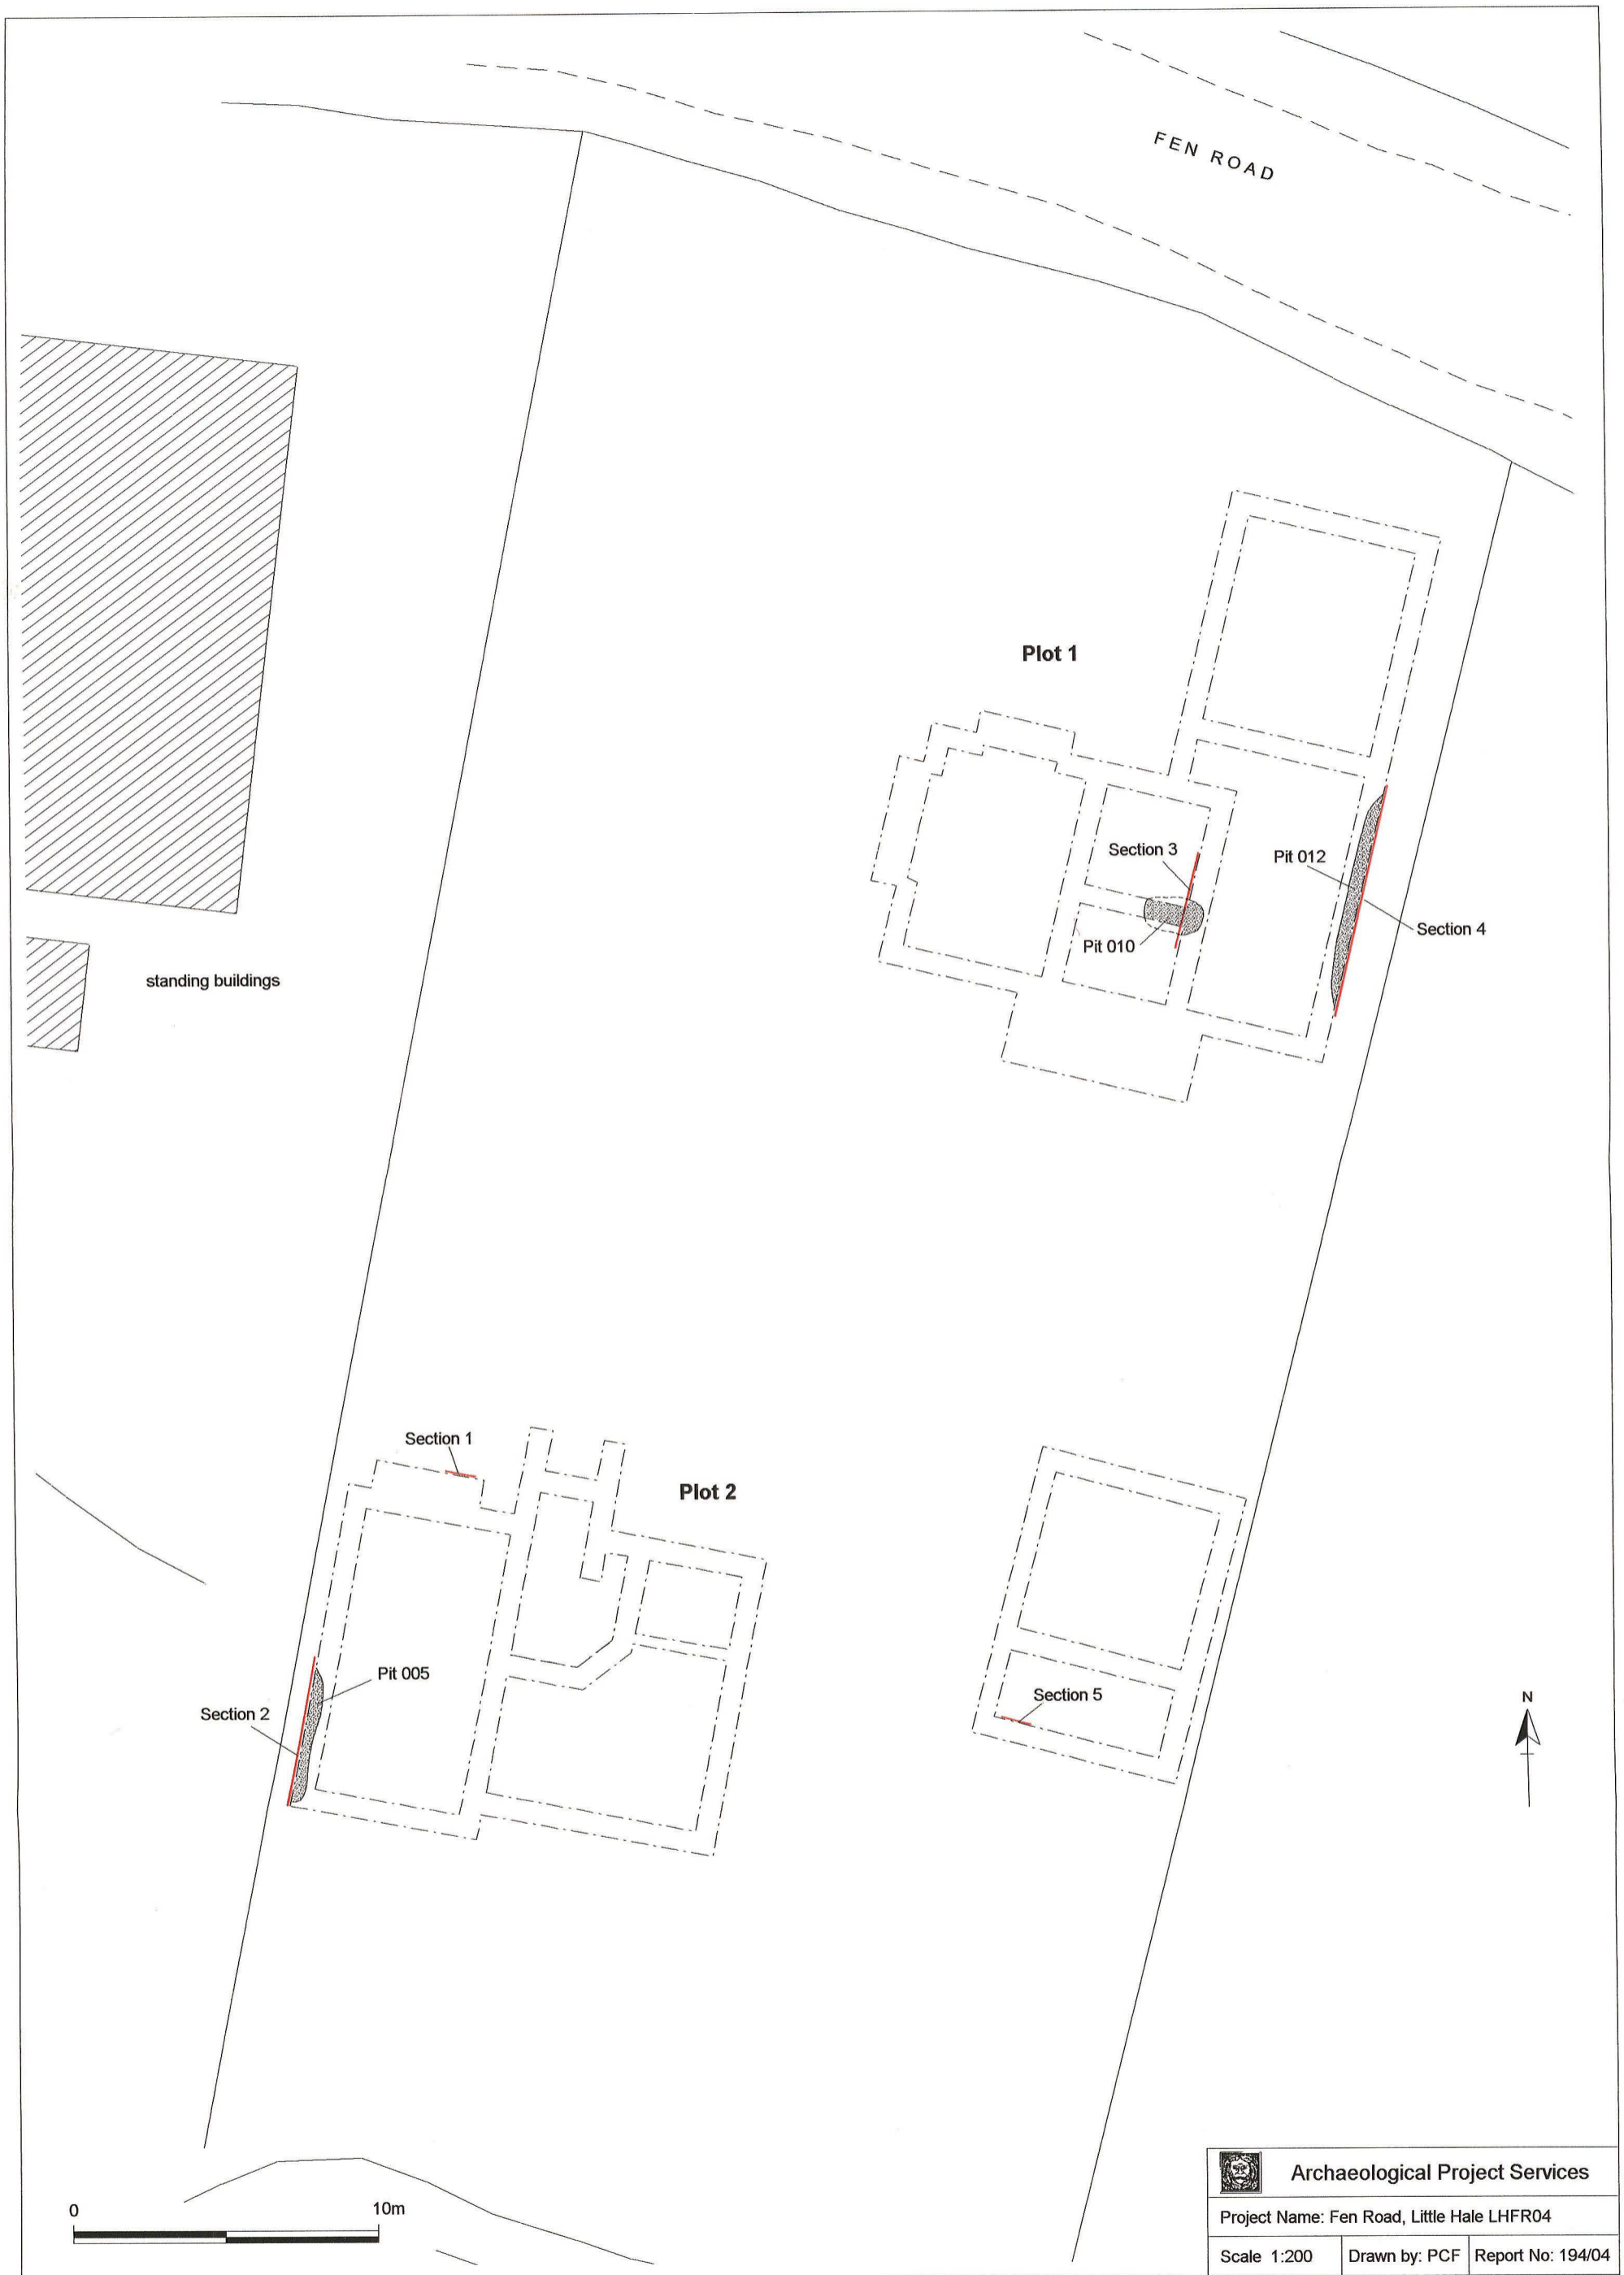 FEN ROAD
Plot 1
Section 3
Pit 012
Section 4
Pit 010
standing buildings
Section 1
Plot 2
Pit 005
Section 2
Section 5
N
0 10m
Archaeological Project Services
Project Name: Fen Road, Little Hale LHFR04
Scale 1:200 Drawn by: PCF Report No: 194/04